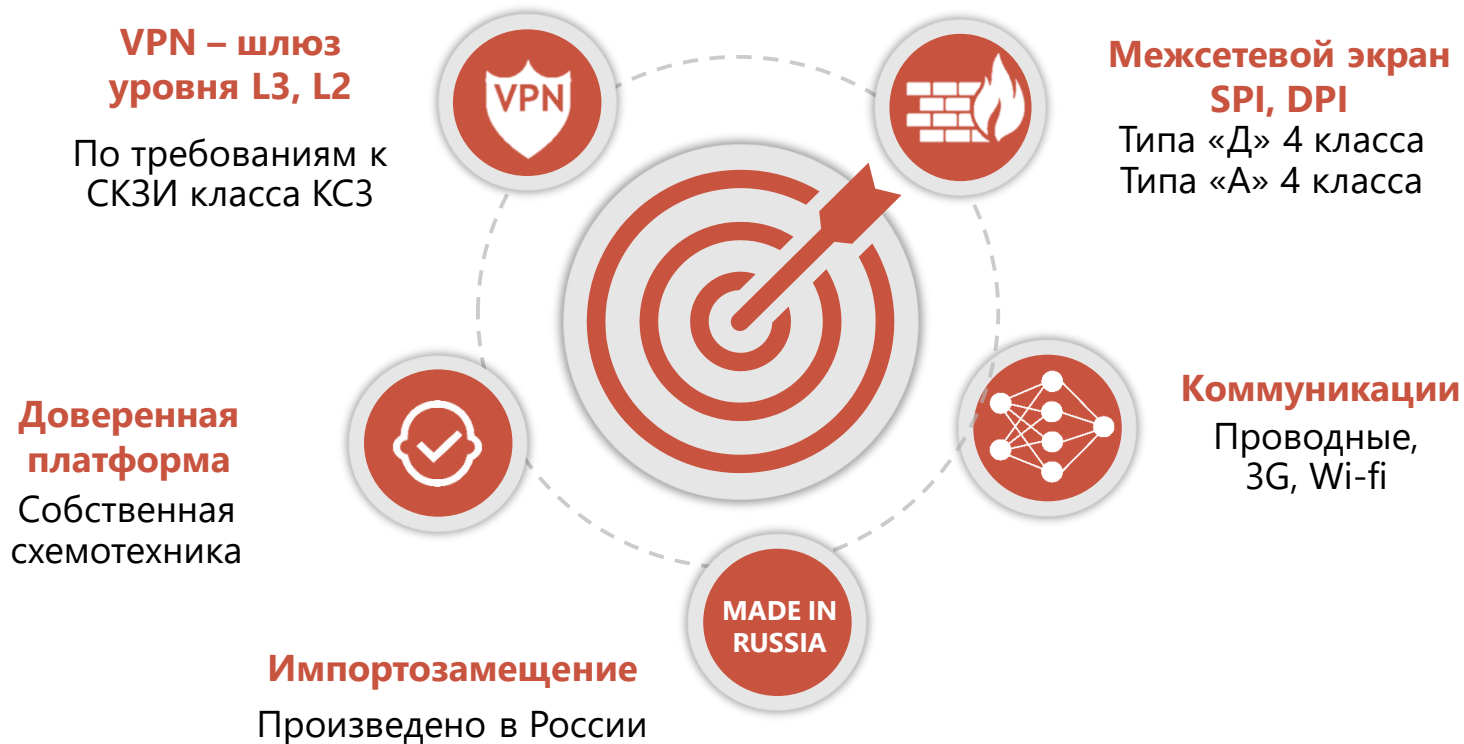 VPN – шлюз
уровня L3, L2
По требованиям к
СКЗИ класса КС3
VPN
Межсетевой экран
SPI, DPI
Типа «Д» 4 класса
Типа «А» 4 класса
Доверенная
платформа
Собственная
схемотехника
Коммуникации
Проводные,
3G, Wi-fi
MADE IN
RUSSIA
Импортозамещение
Произведено в России